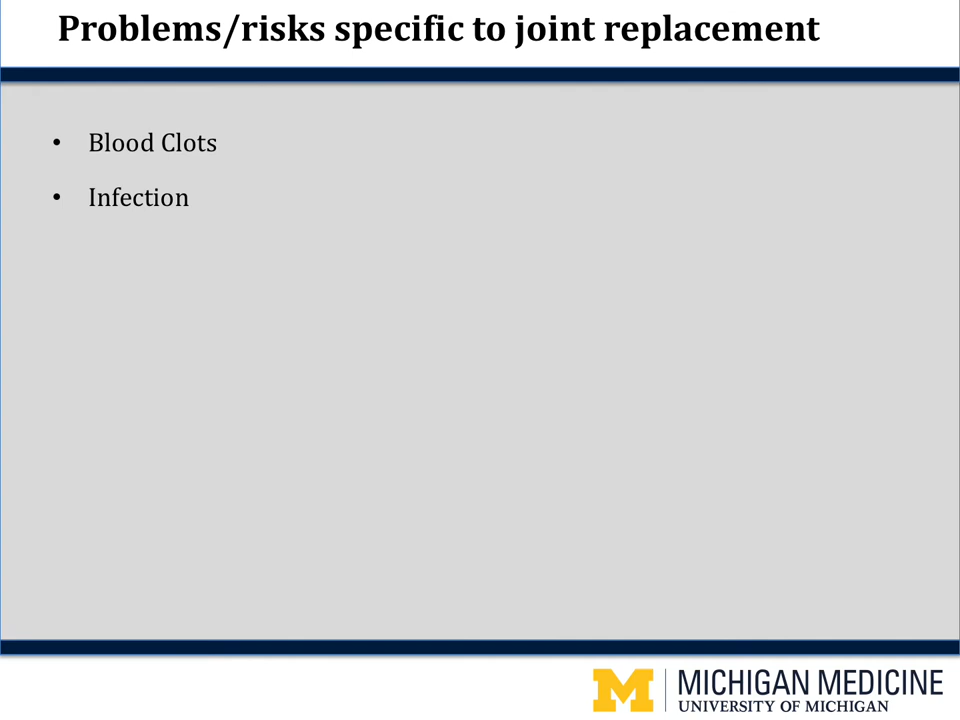 Problems/risks specific to joint replacement
• Blood Clots
• Infection
M
MICHIGAN MEDICINE
UNIVERSITY OF MICHIGAN